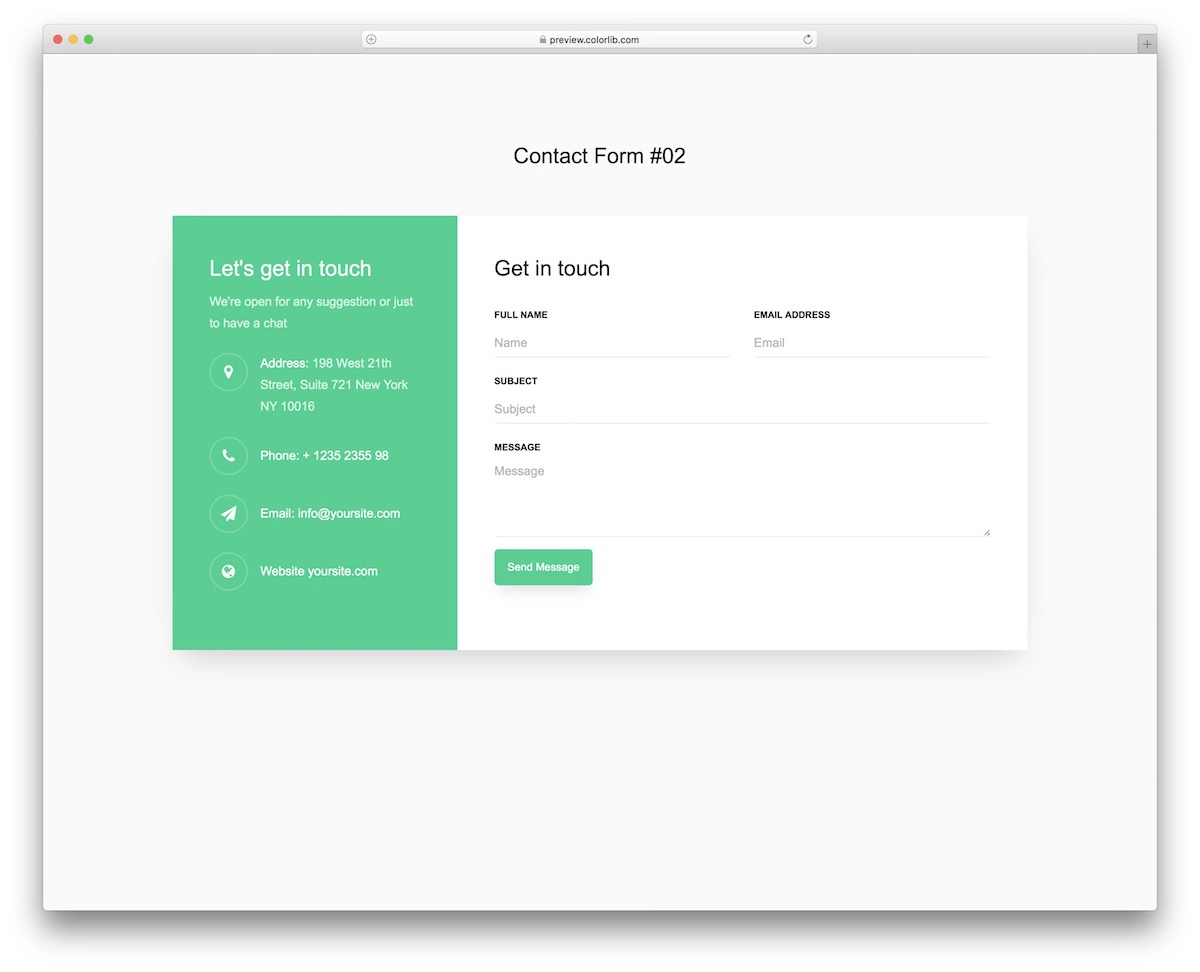 preview.colorlib.com
Contact Form #02
Let's get in touch
We're open for any suggestion or just
to have a chat
Address: 198 West 21th
Street, Suite 721 New York
NY 10016
Phone: + 1235 2355 98
Email: info@yoursite.com
Website yoursite.com
Get in touch
FULL NAME
Name
EMAIL ADDRESS
Email
SUBJECT
Subject
MESSAGE
Message
Send Message